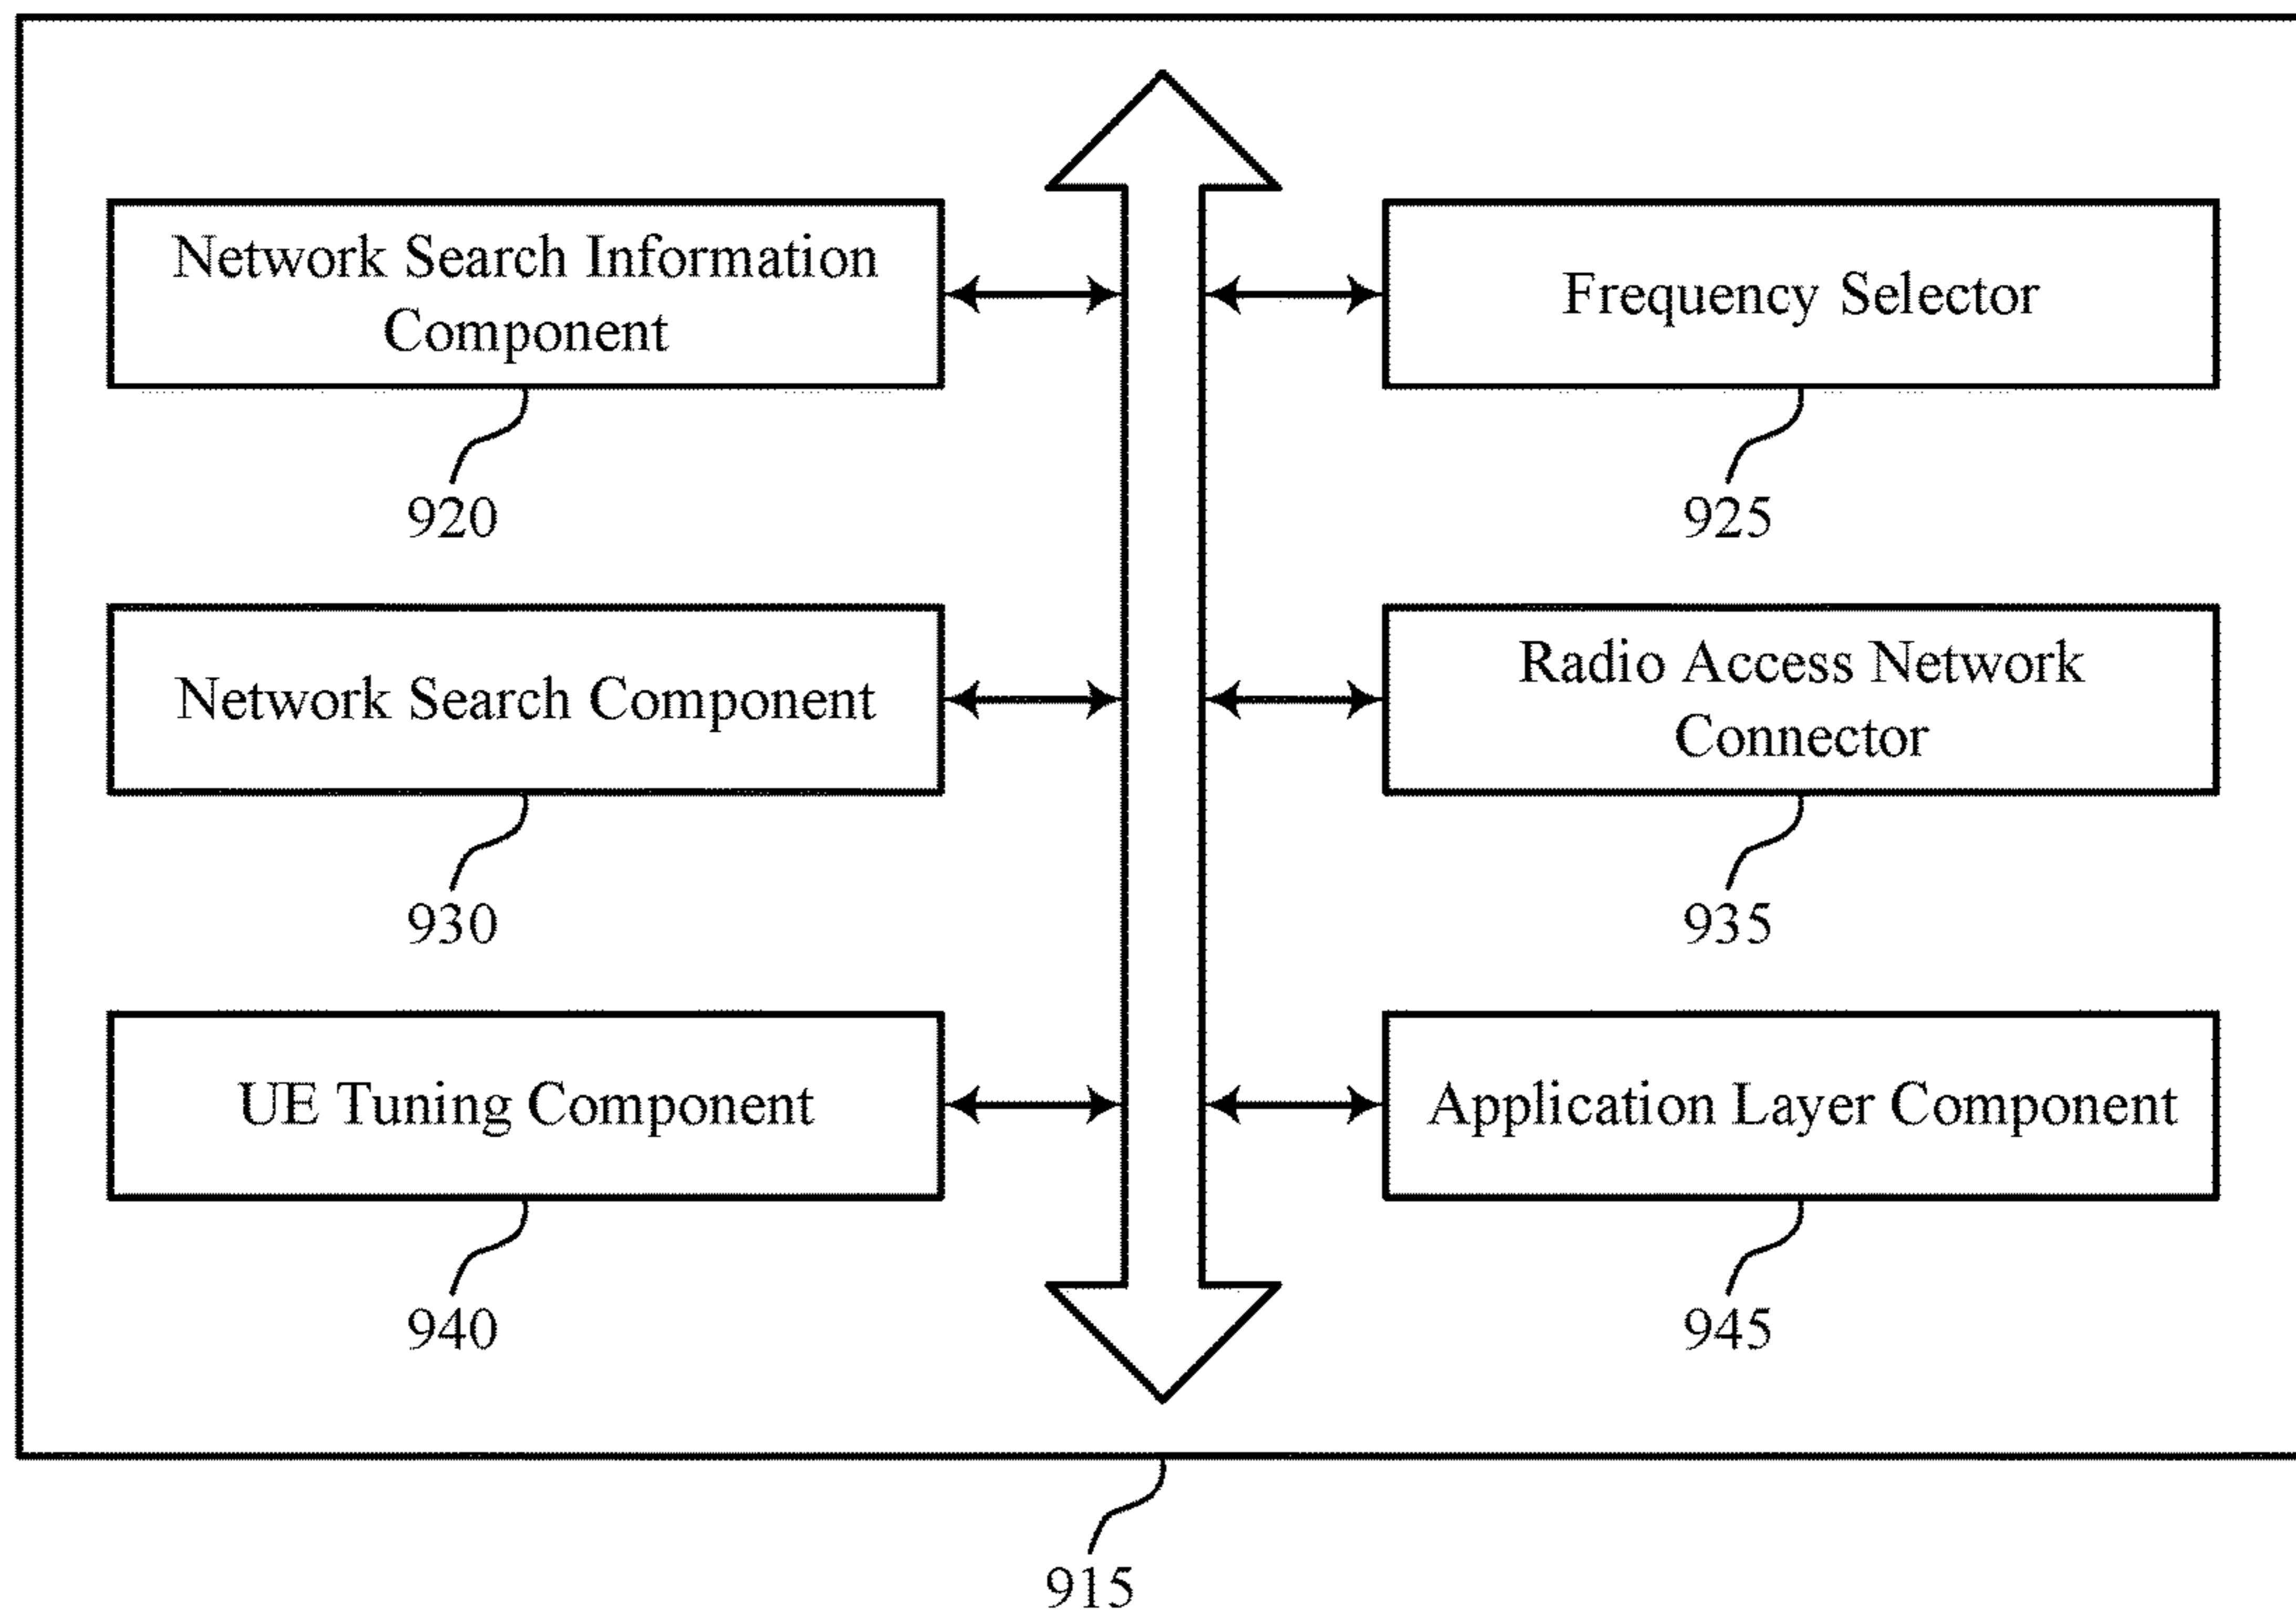 Network Search Information
Component
920
Frequency Selector
925
Network Search Component
930
Radio Access Network
Connector
935
UE Tuning Component
940
Application Layer Component
945
915